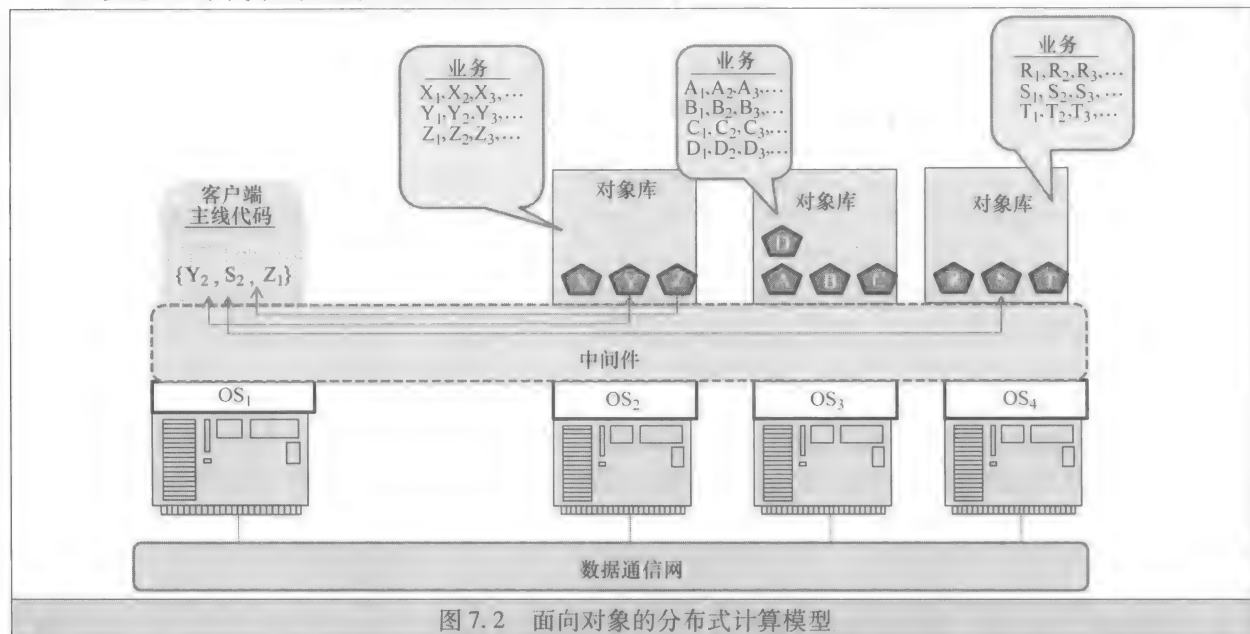 业务
X₁,X₂,X₃,…
Y₁,Y₂,Y₃,…
Z₁,Z₂,Z₃,…
业务
A₁,A₂,A₃,…
B₁,B₂,B₃,…
C₁,C₂,C₃,…
D₁,D₂,D₃,…
业务
R₁,R₂,R₃,…
S₁,S₂,S₃,…
T₁,T₂,T₃,…
客户端
主线代码
{Y₂,S₂,Z₁}
对象库
X Y Z
对象库
D
A B C
对象库
S T
中间件
OS₁
OS₂
OS₃
OS₄
数据通信网
图 7.2 面向对象的分布式计算模型